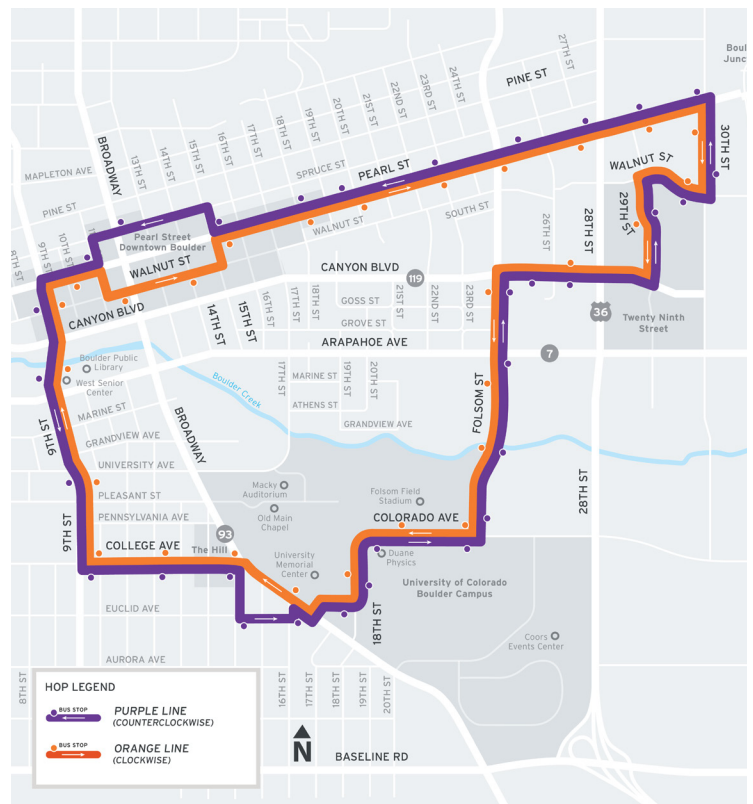 27TH ST
Boul
Junc
PINE ST
24TH ST
23RD ST
22ND ST
21ST ST
20TH ST
19TH ST
18TH ST
17TH ST
16TH ST
15TH ST
14TH ST
13TH ST
BROADWAY
30TH ST
MAPLETON AVE
SPRUCE ST
PEARL ST
WALNUT ST
29TH ST
PINE ST
10TH ST
9TH ST
8TH ST
Pearl Street
Downtown Boulder
WALNUT ST
WALNUT ST
SOUTH ST
26TH ST
28TH ST
CANYON BLVD
119
CANYON BLVD
14TH ST
15TH ST
16TH ST
17TH ST
18TH ST
GOSS ST
21ST ST
22ND ST
23RD ST
GROVE ST
36
Twenty Ninth
Street
ARAPAHOE AVE
7
Boulder Public
Library
West Senior
Center
Boulder Creek
17TH ST
MARINE ST
19TH ST
20TH ST
ATHENS ST
GRANDVIEW AVE
FOLSOM ST
MARINE ST
9TH ST
GRANDVIEW AVE
BROADWAY
UNIVERSITY AVE
28TH ST
PLEASANT ST
Macky
Auditorium
Folsom Field
Stadium
PENNSYLVANIA AVE
Old Main
Chapel
COLORADO AVE
9TH ST
93
COLLEGE AVE
The Hill
University
Memorial
Center
Duane
Physics
University of Colorado
Boulder Campus
EUCLID AVE
18TH ST
Coors
Events Center
AURORA AVE
8TH ST
16TH ST
17TH ST
18TH ST
19TH ST
20TH ST
HOP LEGEND
BUS STOP
PURPLE LINE
(COUNTERCLOCKWISE)
BUS STOP
ORANGE LINE
(CLOCKWISE)
N
BASELINE RD